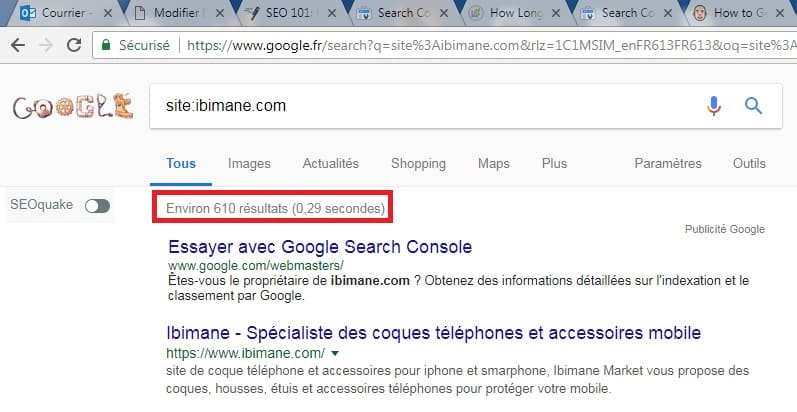 Courrier - Modifier SEO 101: Search Con How Long Search Con How to G
Sécurisé https://www.google.fr/search?q=site%3Aibimane.com&rlz=1C1MSIM_enFR613FR613&oq=site%3A
GOOGLE site:ibimane.com
Tous Images Actualités Shopping Maps Plus Paramètres Outils
SEOquake Environ 610 résultats (0,29 secondes)
Publicité Google
Essayer avec Google Search Console
www.google.com/webmasters/
Êtes-vous le propriétaire de ibimane.com ? Obtenez des informations détaillées sur l'indexation et le
classement par Google.
Ibimane - Spécialiste des coques téléphones et accessoires mobile
https://www.ibimane.com/
site de coque téléphone et accessoires pour iphone et smarphone, Ibimane Market vous propose des
coques, housses, étuis et accessoires téléphones pour protéger votre mobile.